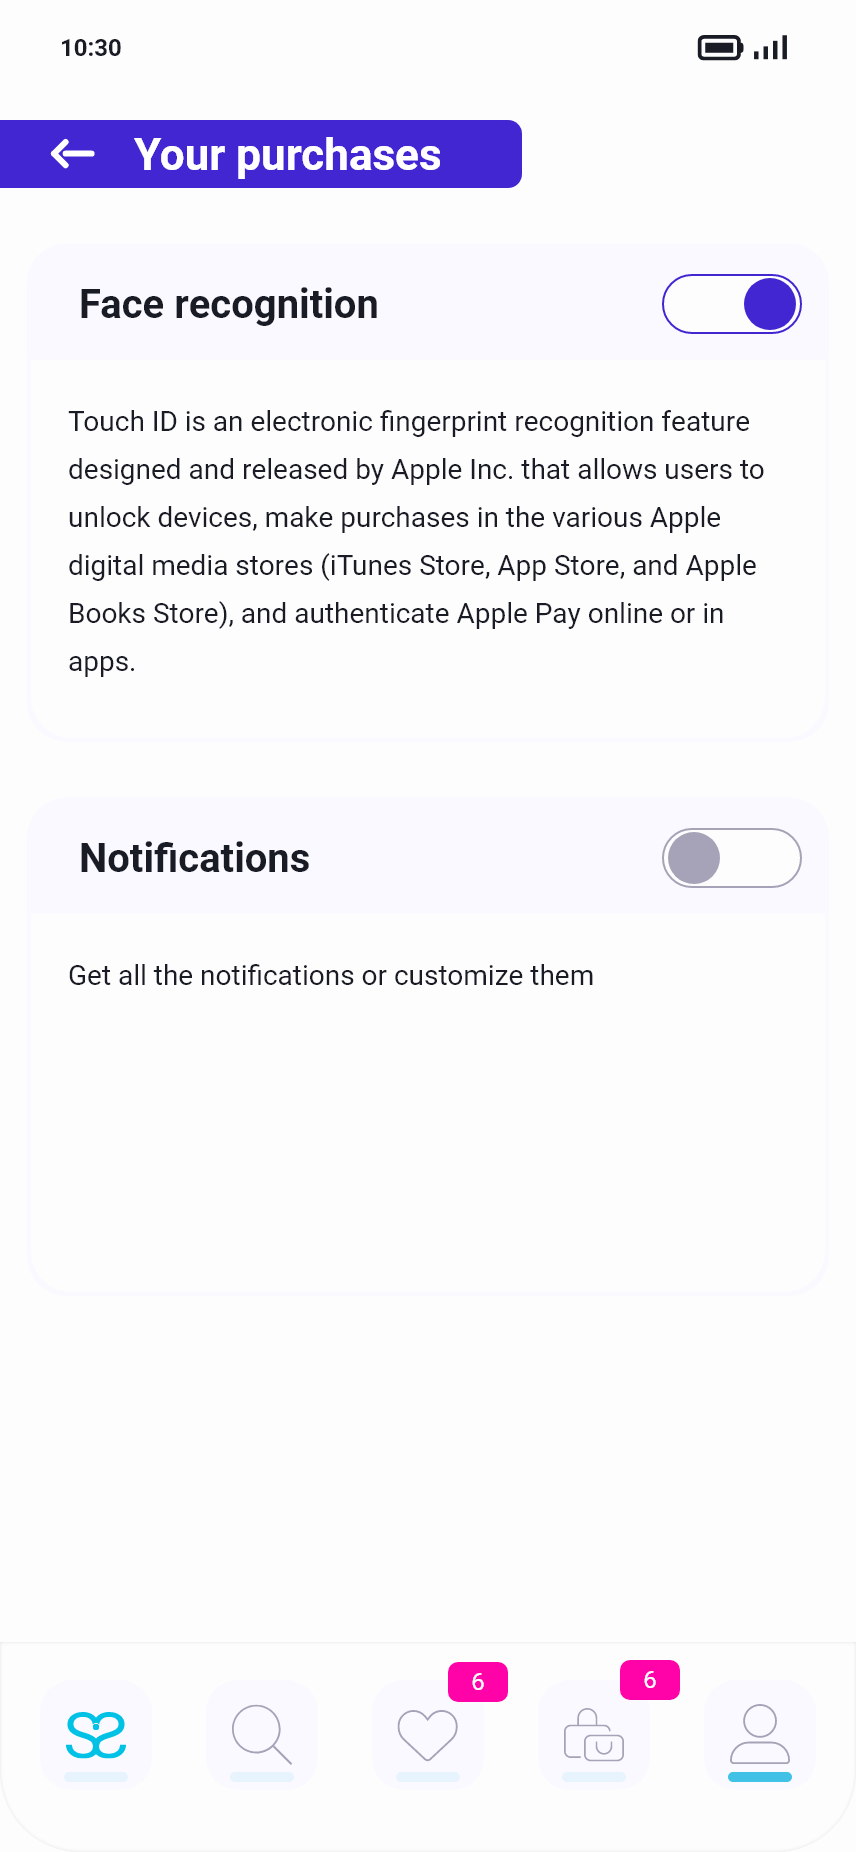 10:30
Your purchases
Face recognition
Touch ID is an electronic fingerprint recognition feature
designed and released by Apple Inc. that allows users to
unlock devices, make purchases in the various Apple
digital media stores (iTunes Store, App Store, and Apple
Books Store), and authenticate Apple Pay online or in
apps.
Notifications
Get all the notifications or customize them
6
6